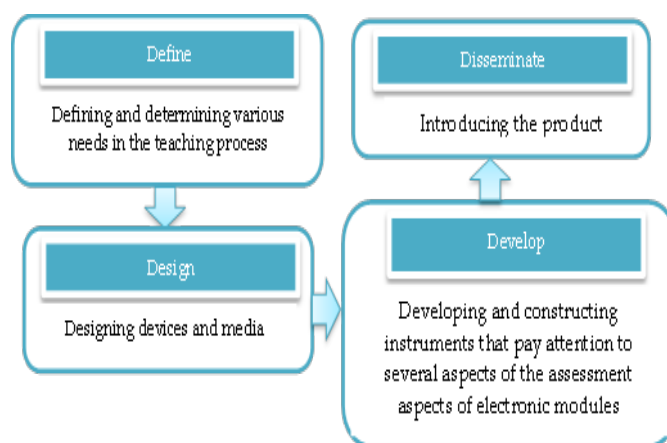 Define
Defining and determining various
needs in the teaching process
Design
Designing devices and media
Develop
Developing and constructing
instruments that pay attention to
several aspects of the assessment
aspects of electronic modules
Disseminate
Introducing the product